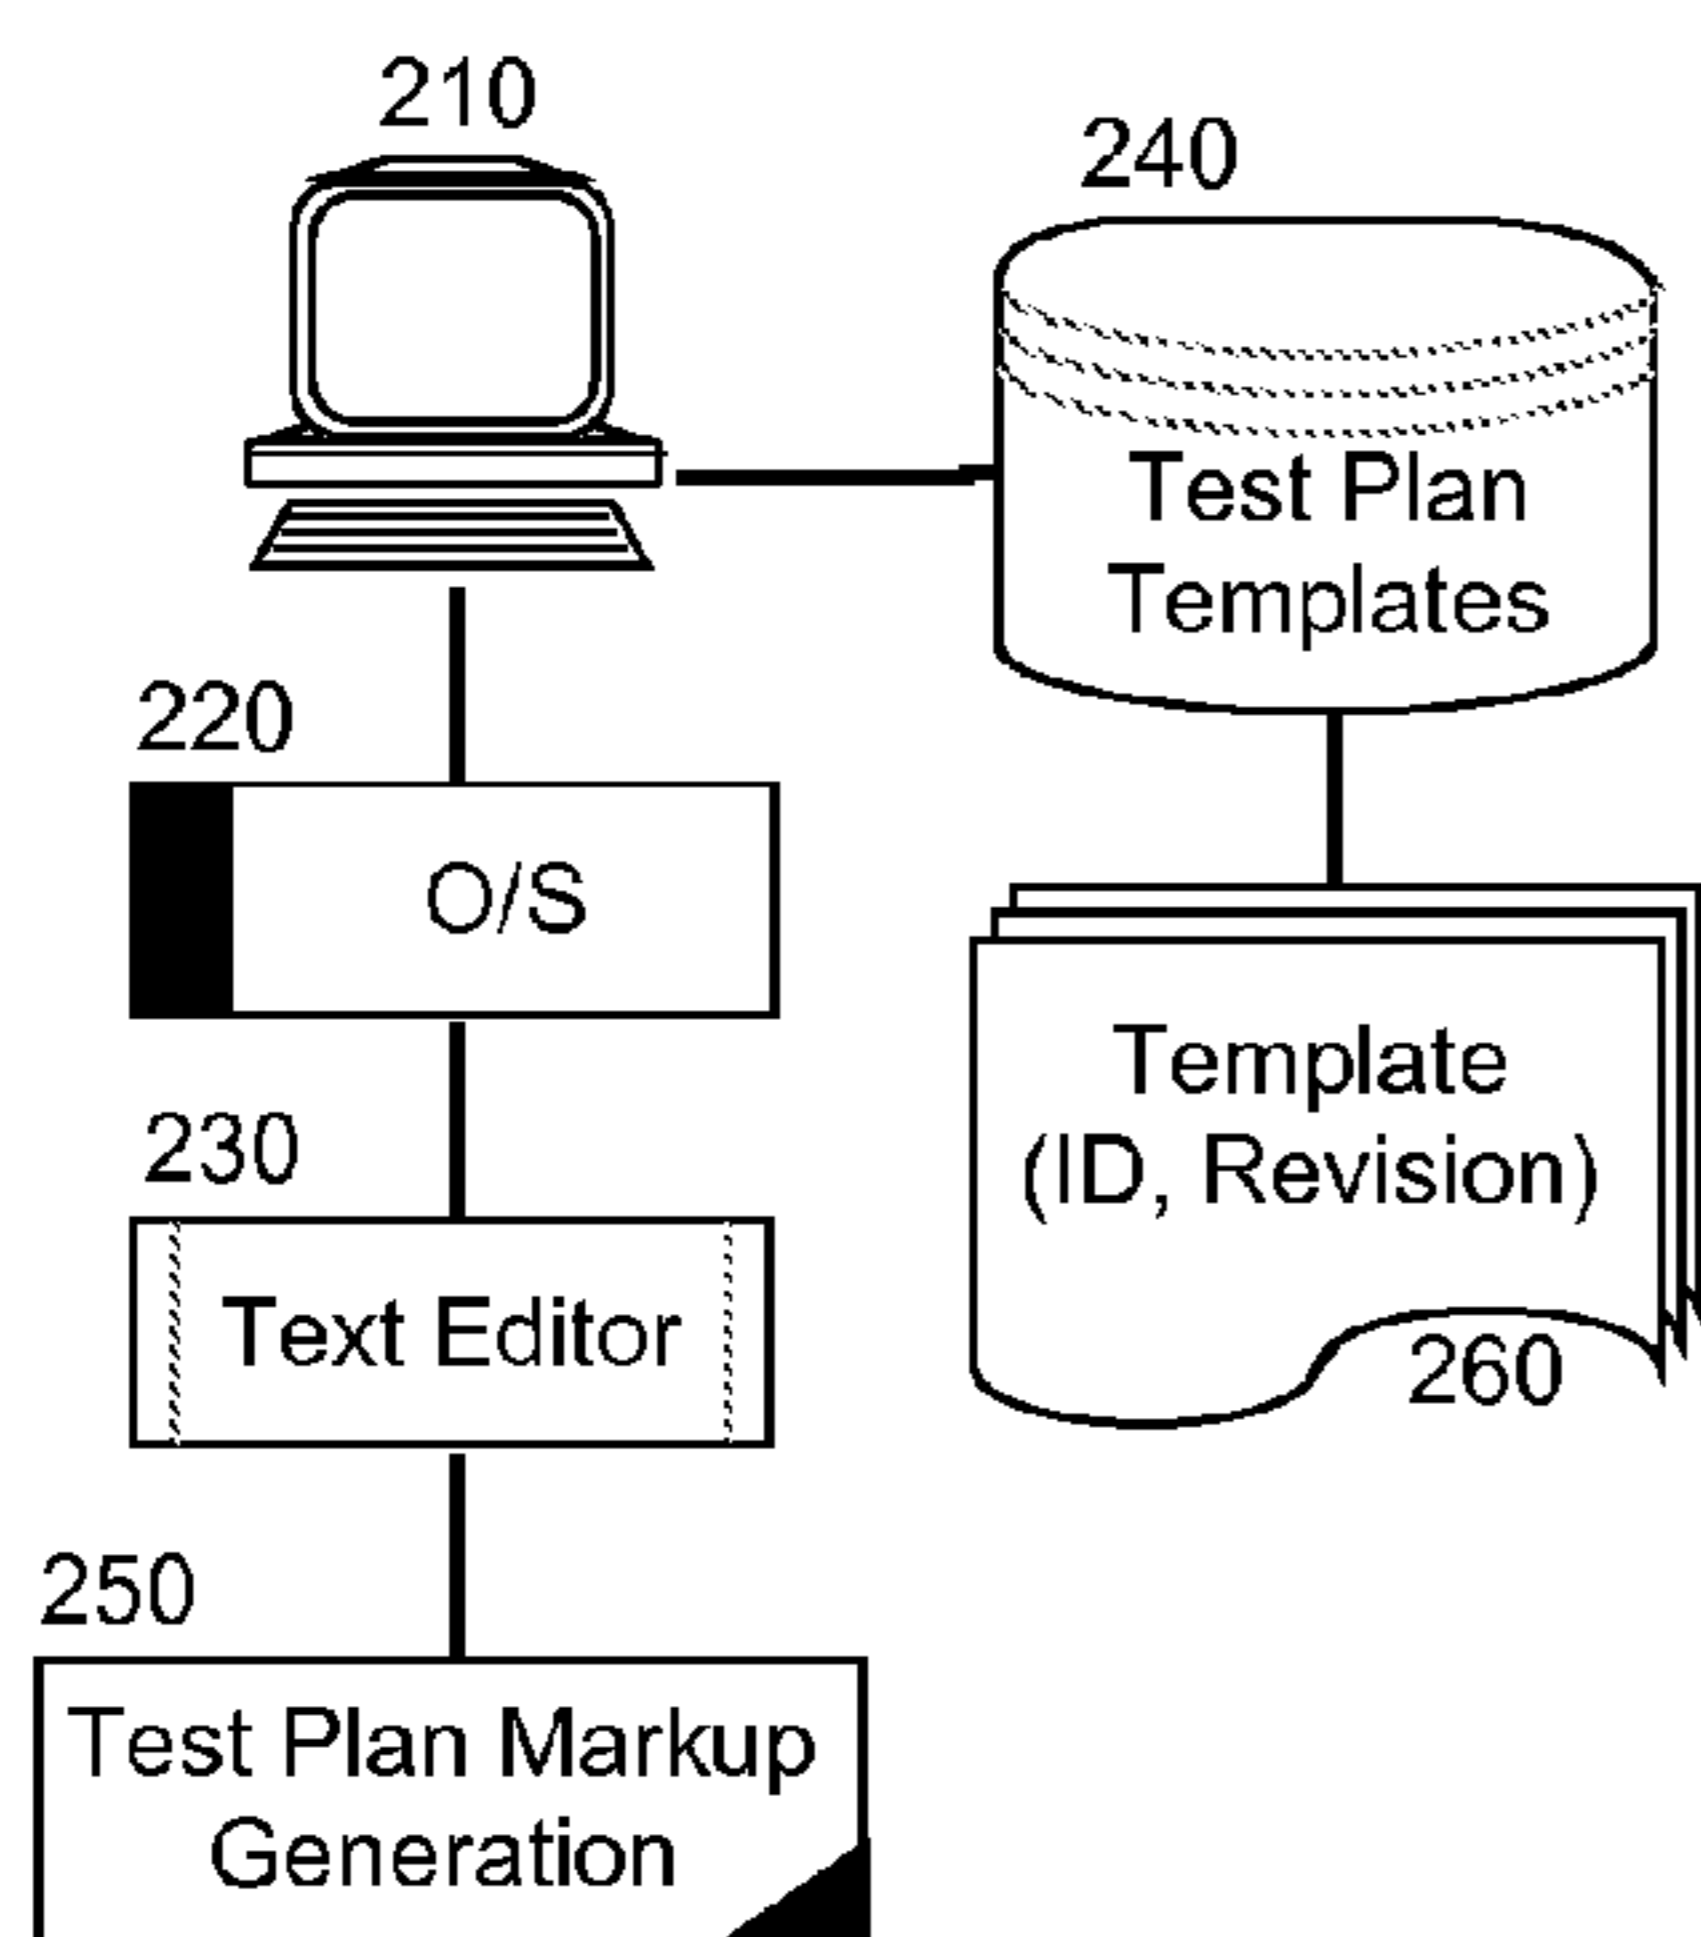 210
240
Test Plan
Templates
220
O/S
Template
(ID, Revision)
230
Text Editor
260
250
Test Plan Markup
Generation